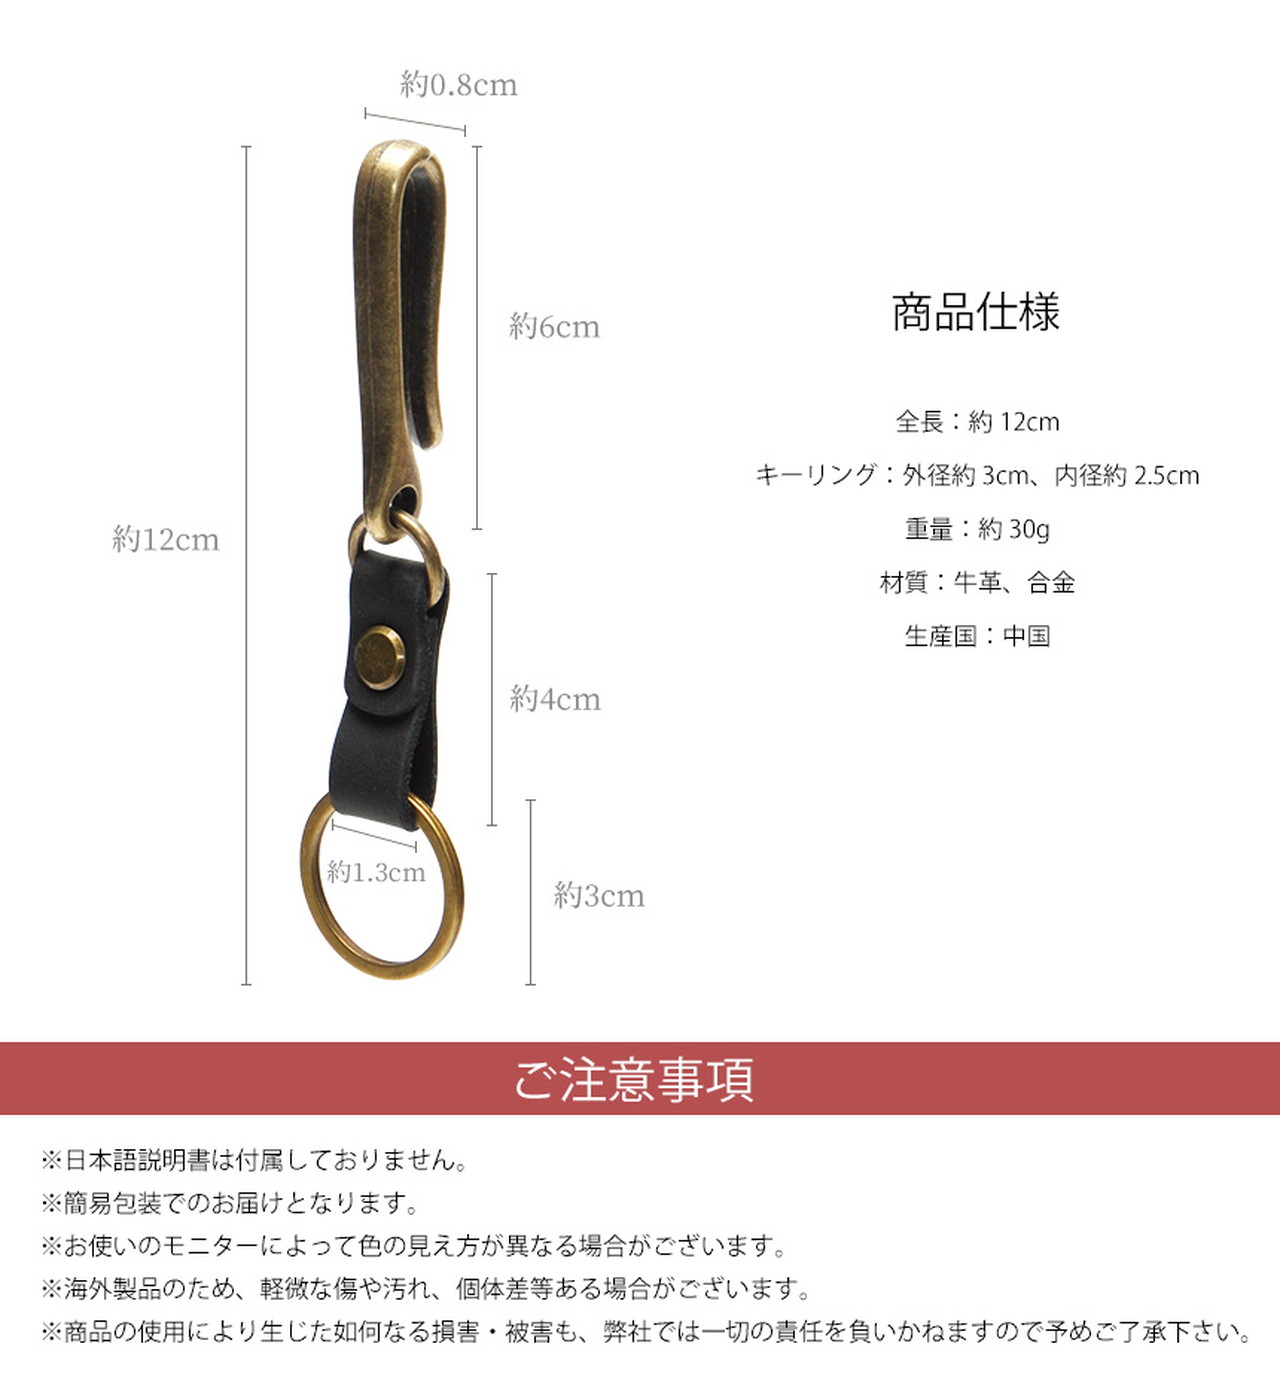 約0.8cm
約6cm
約12cm
約4cm
約1.3cm
約3cm
商品仕様
全長：約 12cm
キーリング：外径約 3cm、内径約 2.5cm
重量：約 30g
材質：牛革、合金
生産国：中国
ご注意事項
※日本語説明書は付属しておりません。
※簡易包装でのお届けとなります。
※お使いのモニターによって色の見え方が異なる場合がございます。
※海外製品のため、軽微な傷や汚れ、個体差等ある場合がございます。
※商品の使用により生じた如何なる損害・被害も、弊社では一切の責任を負いかねますので予めご了承下さい。